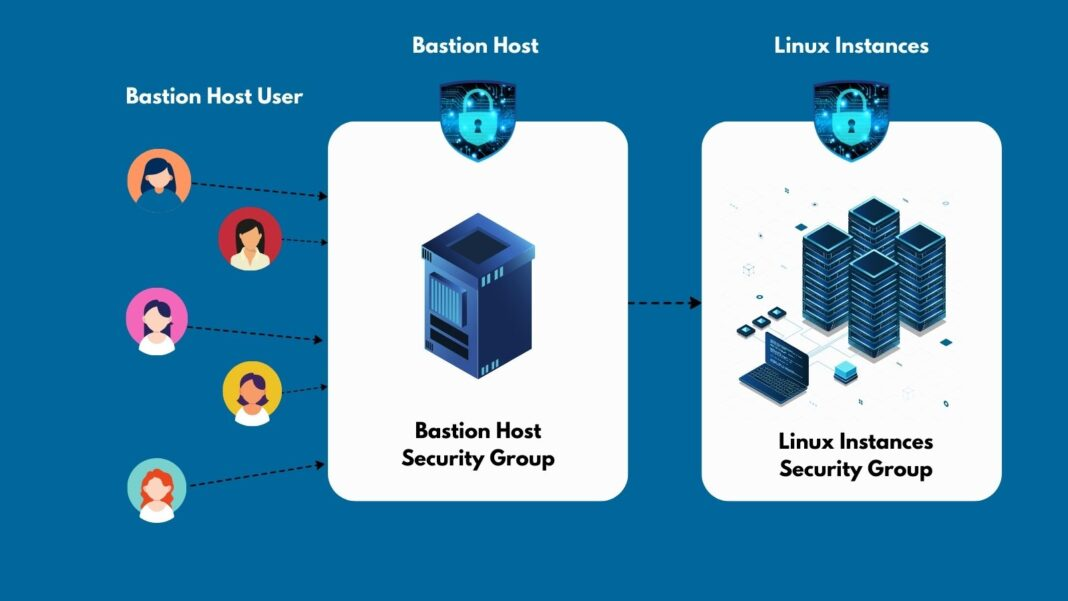 Bastion Host User
Bastion Host
Linux Instances
Bastion Host
Security Group
Linux Instances
Security Group